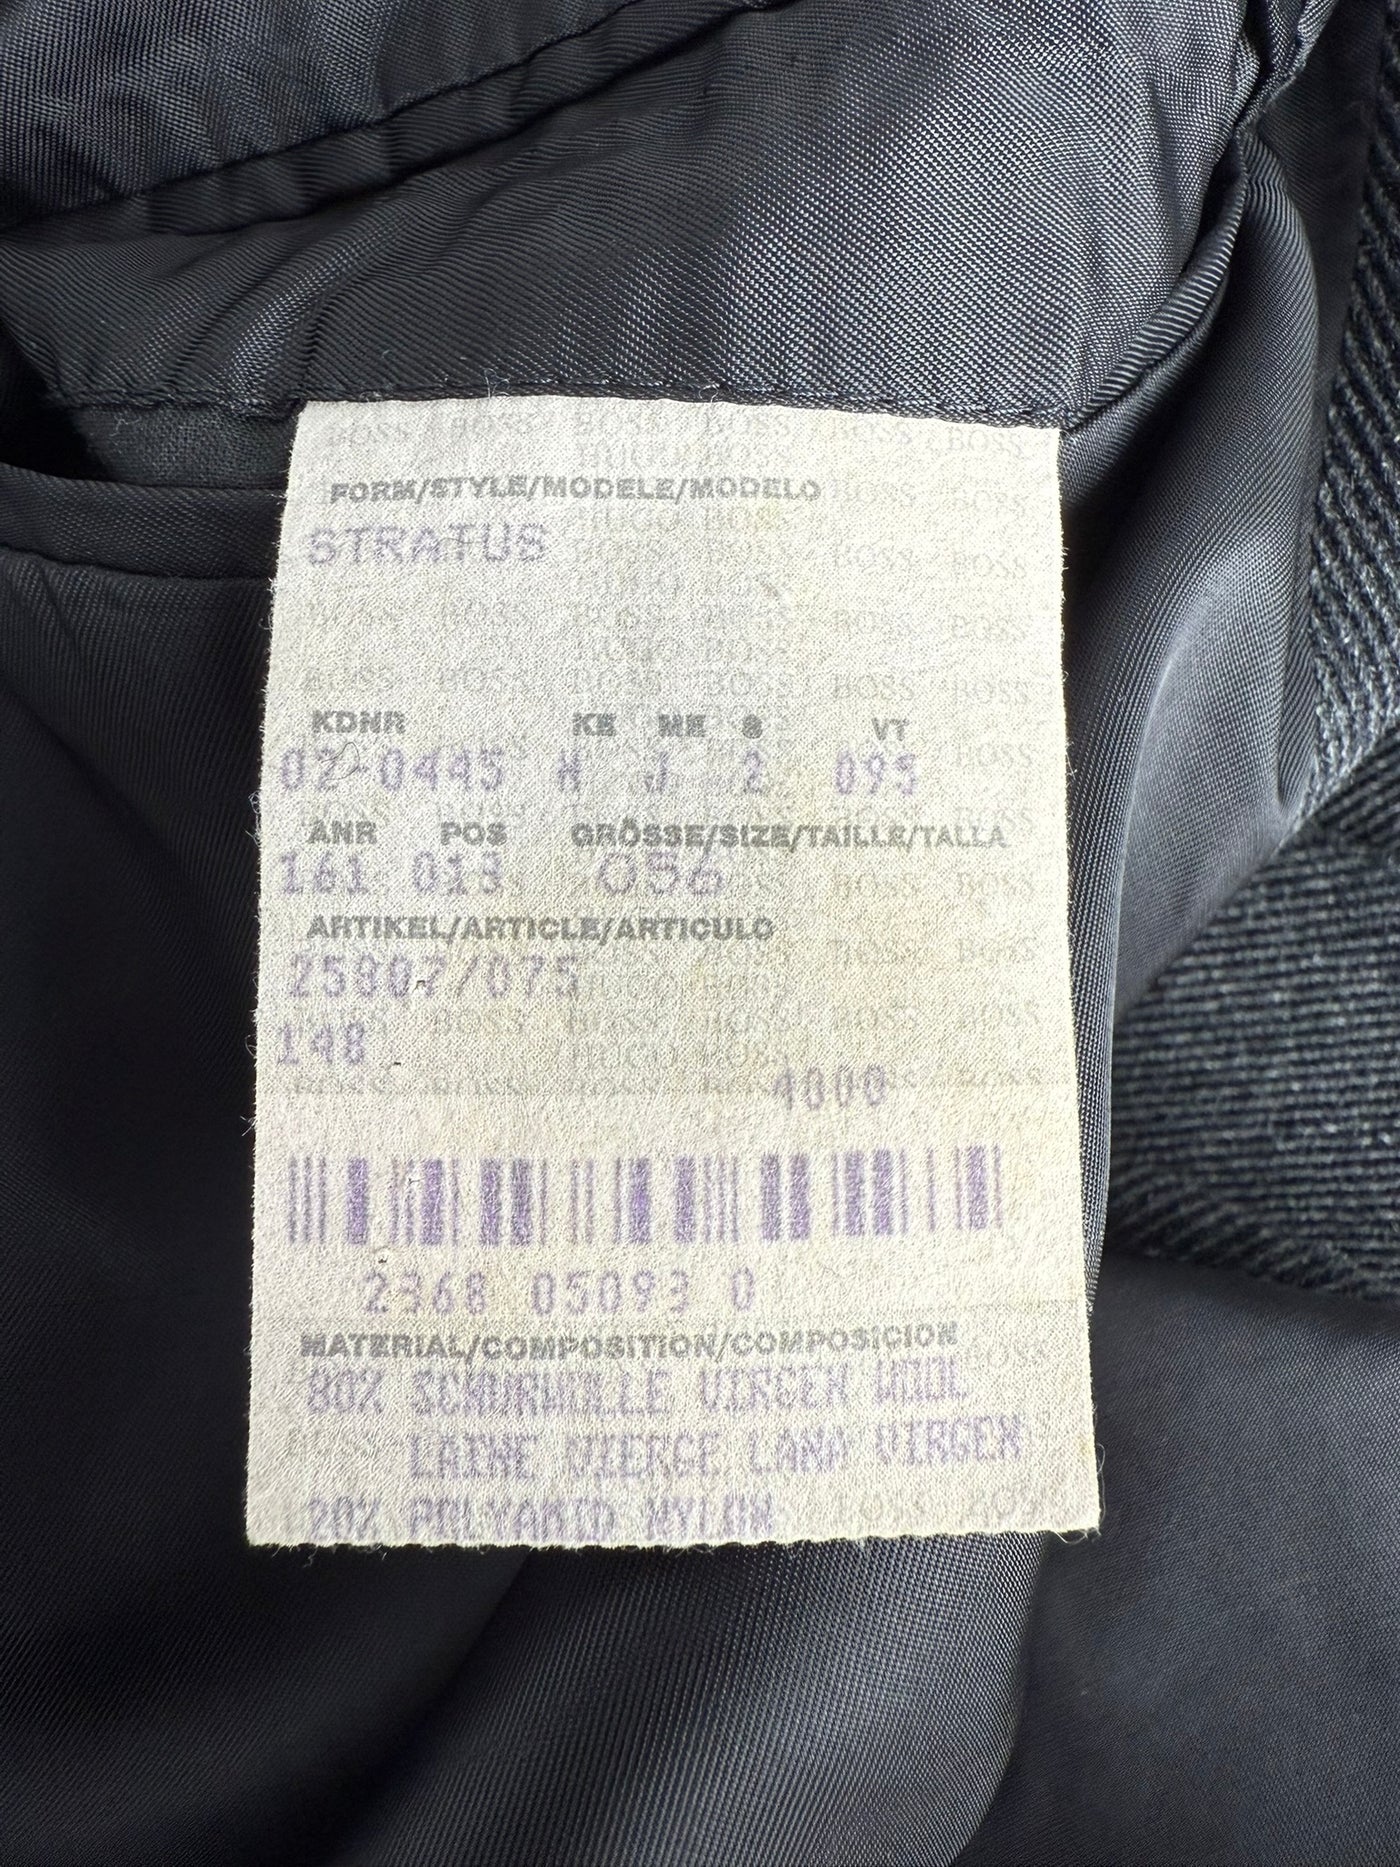 FORM/STYLE/MODELE/MODELO
STRATUS
KDNR KE ME S VT
02-0445 H J 2 095
ANR POS GRÖSSE/SIZE/TAILLE/TALLA
161 013 056
ARTIKEL/ARTICLE/ARTICULO
25807/075
148
4000
2368 05093 0
MATERIAL/COMPOSITION/COMPOSICION
80% SCHURWOLLE VIRGEN WOOL
LAINE VIERGE LANA VIRGEN
20% POLYAMID NYLON